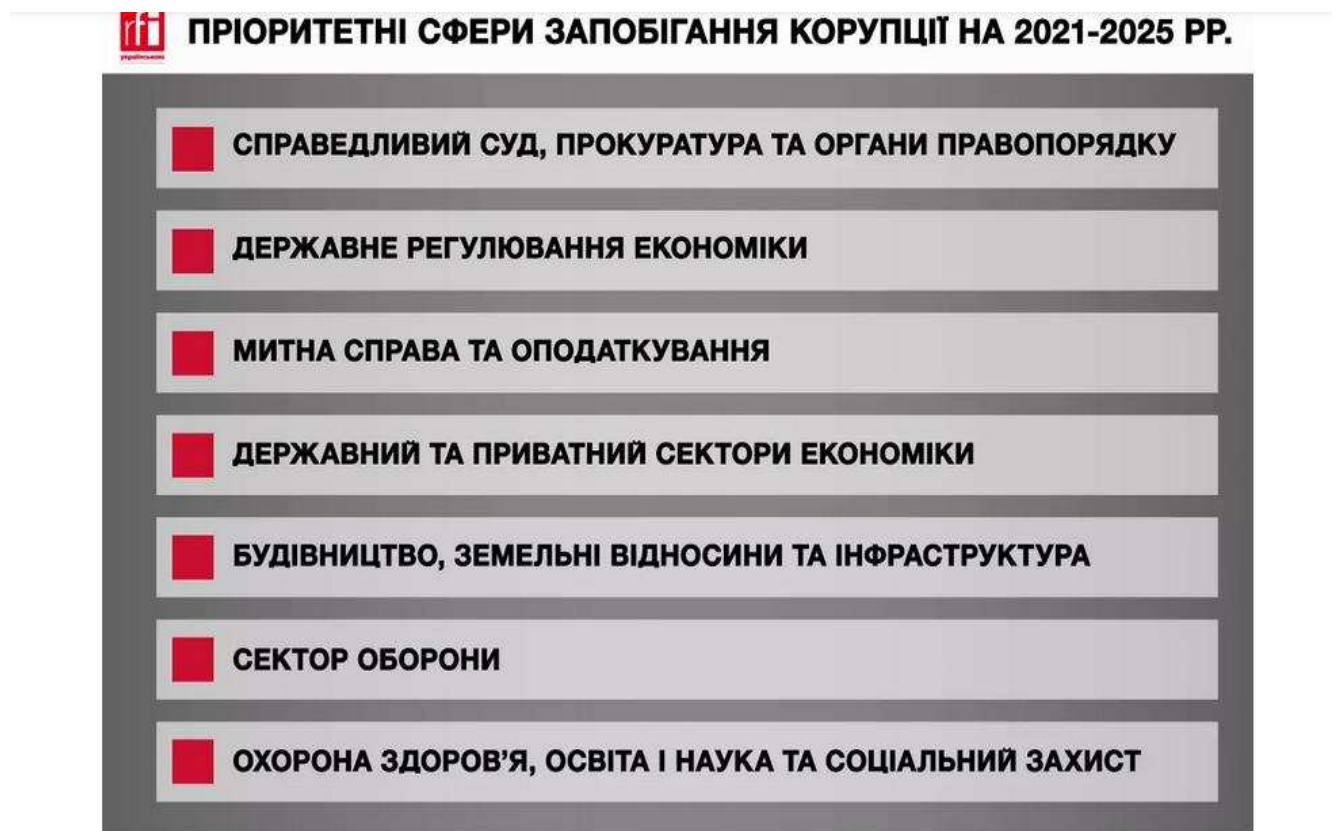 rfi
українською
ПРІОРИТЕТНІ СФЕРИ ЗАПОБІГАННЯ КОРУПЦІЇ НА 2021-2025 РР.
СПРАВЕДЛИВИЙ СУД, ПРОКУРАТУРА ТА ОРГАНИ ПРАВОПОРЯДКУ
ДЕРЖАВНЕ РЕГУЛЮВАННЯ ЕКОНОМІКИ
МИТНА СПРАВА ТА ОПОДАТКУВАННЯ
ДЕРЖАВНИЙ ТА ПРИВАТНИЙ СЕКТОРИ ЕКОНОМІКИ
БУДІВНИЦТВО, ЗЕМЕЛЬНІ ВІДНОСИНИ ТА ІНФРАСТРУКТУРА
СЕКТОР ОБОРОНИ
ОХОРОНА ЗДОРОВ'Я, ОСВІТА І НАУКА ТА СОЦІАЛЬНИЙ ЗАХИСТ